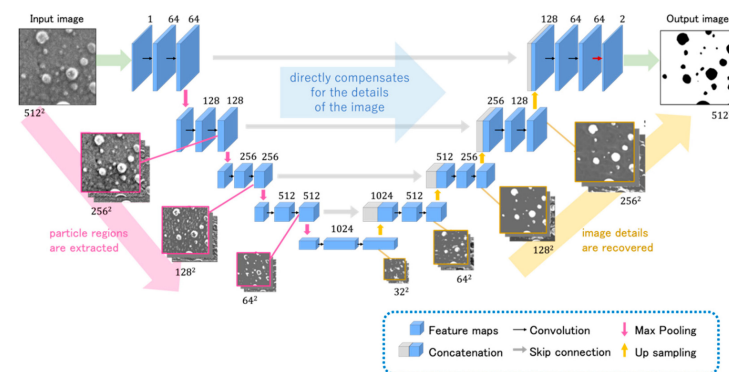 Input image
1 64 64
128 64 64 2
Output image
512²
directly compensates
for the details
of the image
512
128 128
256 128
256²
256 256
512 256
256²
particle regions
are extracted
512 512
1024 512
image details
are recovered
128²
1024
128²
64²
32²
64²
Feature maps
Convolution
Max Pooling
Concatenation
Skip connection
Up sampling